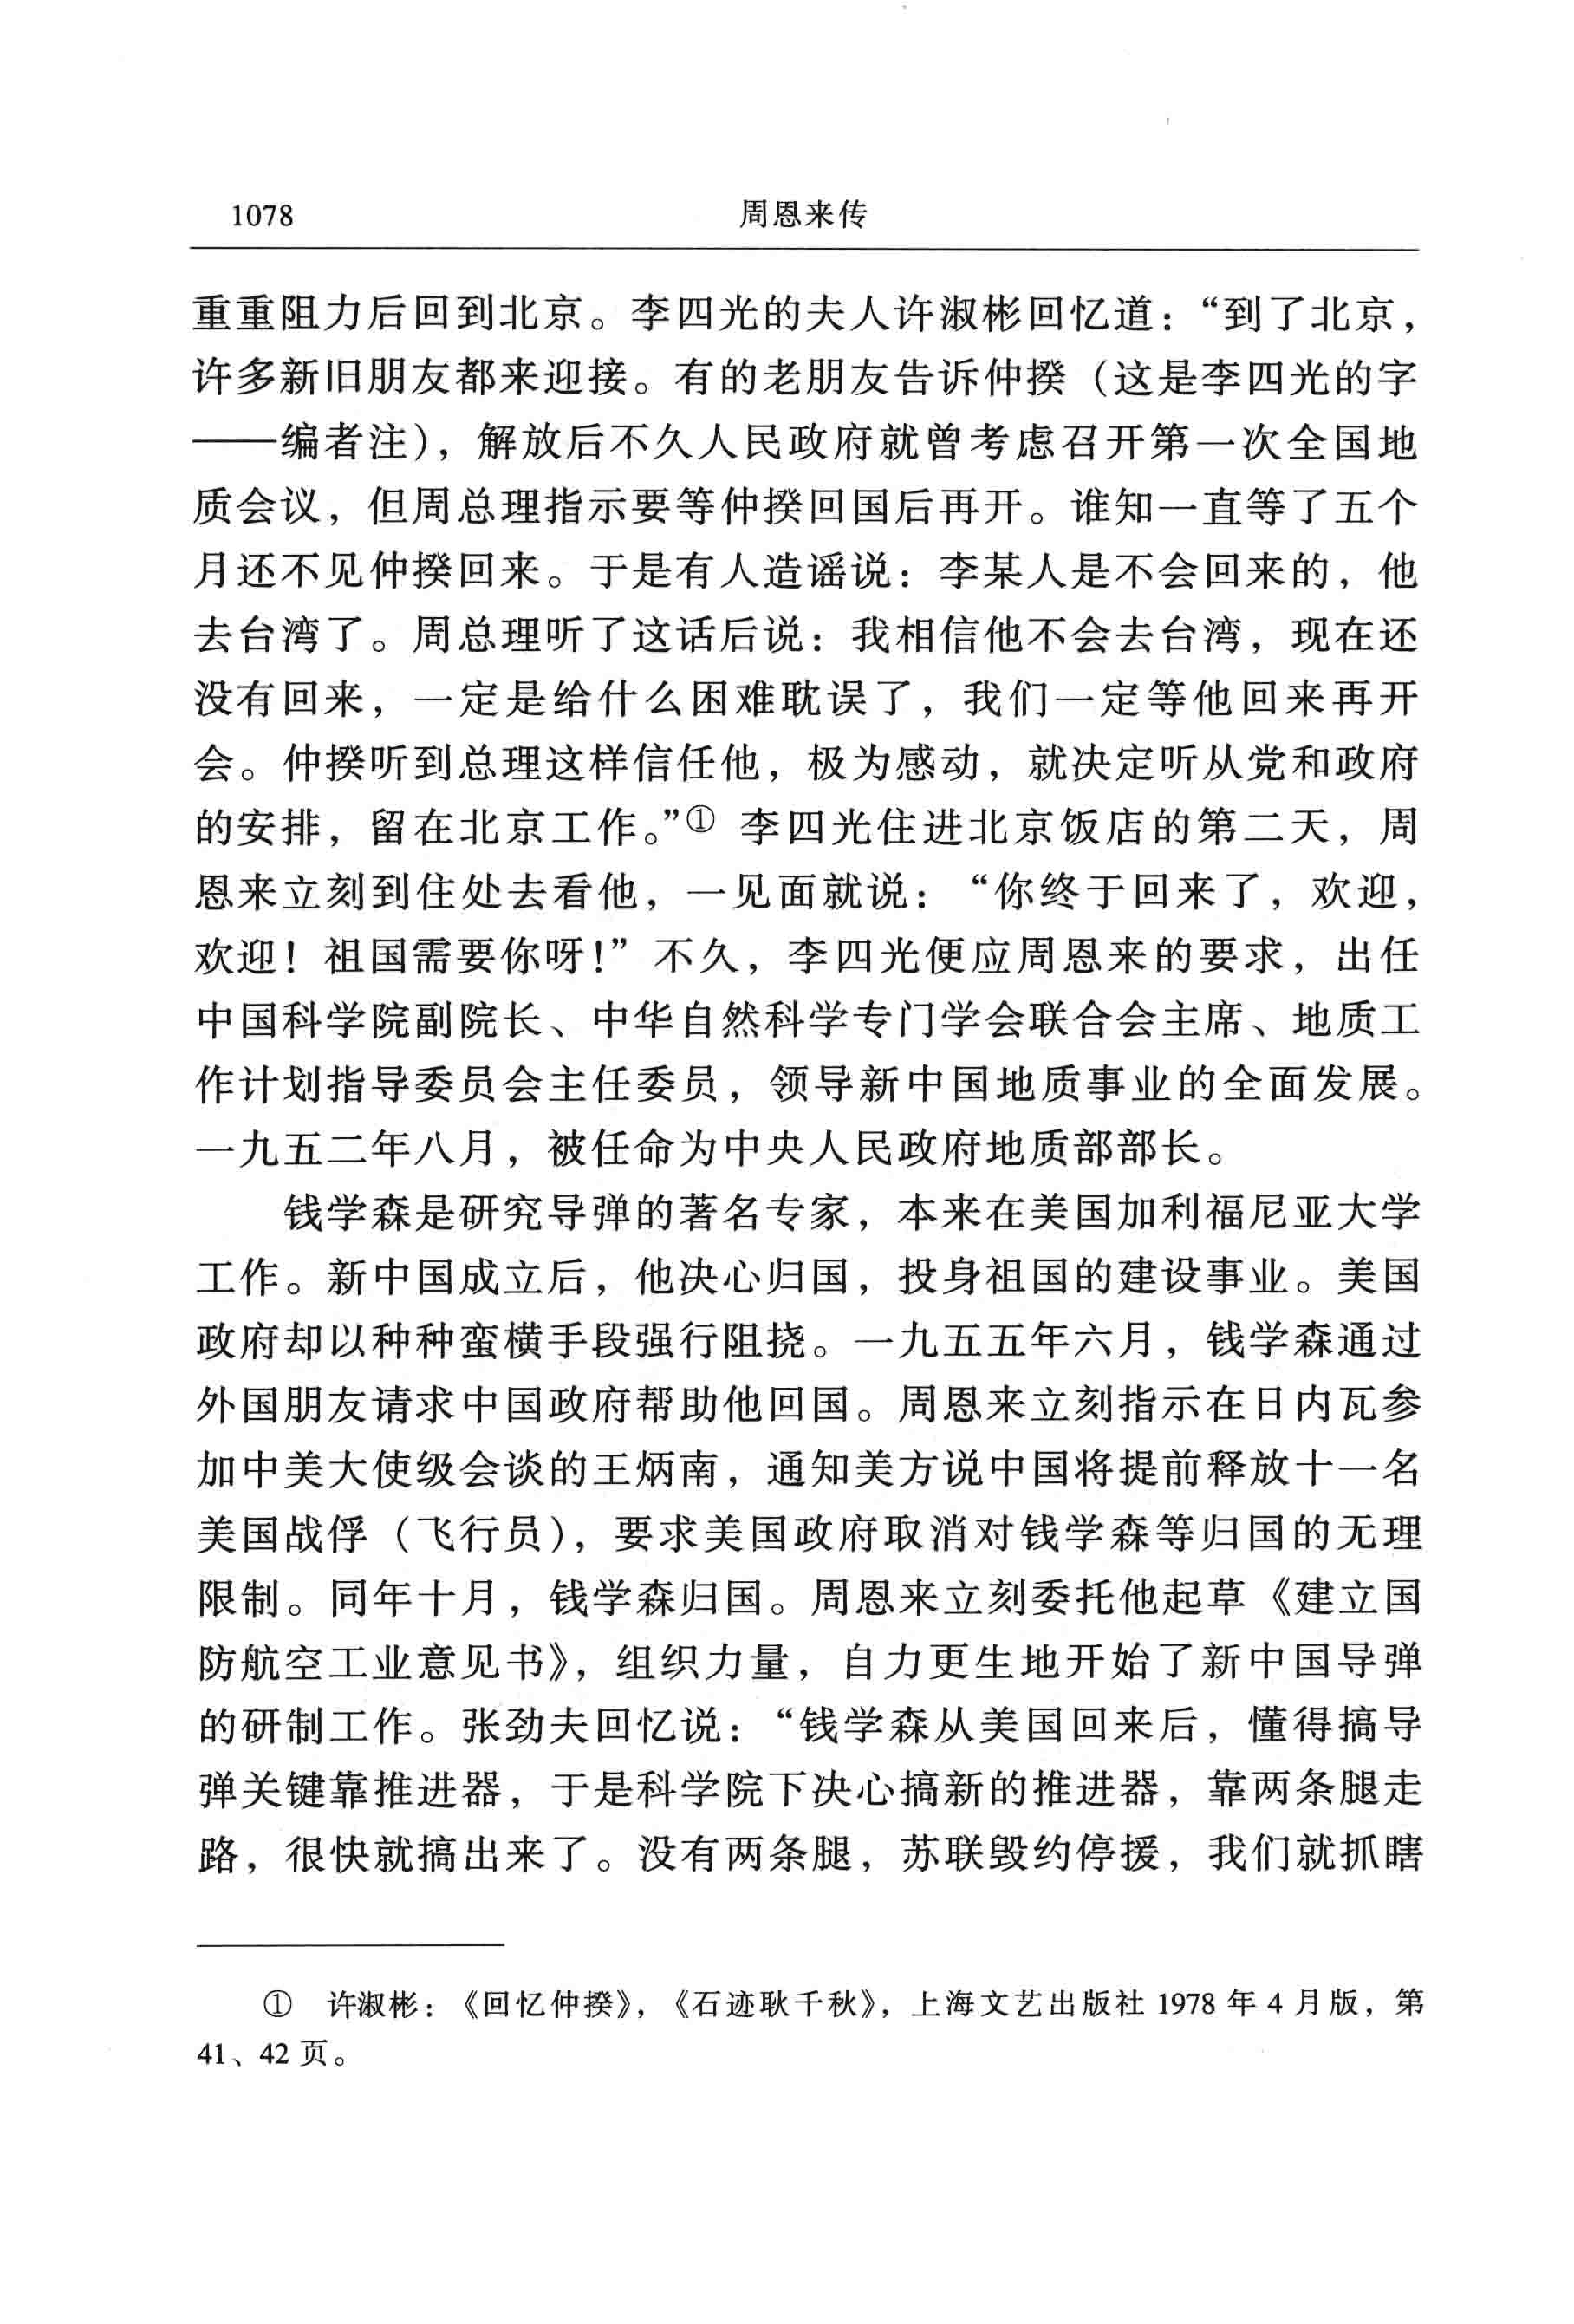 1078
周恩来传
重重阻力后回到北京。李四光的夫人许淑彬回忆道：“到了北京，
许多新旧朋友都来迎接。有的老朋友告诉仲揆（这是李四光的字
——编者注），解放后不久人民政府就曾考虑召开第一次全国地
质会议，但周总理指示要等仲揆回国后再开。谁知一直等了五个
月还不见仲揆回来。于是有人造谣说：李某人是不会回来的，他
去台湾了。周总理听了这话后说：我相信他不会去台湾，现在还
没有回来，一定是给什么困难耽误了，我们一定等他回来再开
会。仲揆听到总理这样信任他，极为感动，就决定听从党和政府
的安排，留在北京工作。”① 李四光住进北京饭店的第二天，周
恩来立刻到住处去看他，一见面就说：“你终于回来了，欢迎，
欢迎！祖国需要你呀！”不久，李四光便应周恩来的要求，出任
中国科学院副院长、中华自然科学专门学会联合会主席、地质工
作计划指导委员会主任委员，领导新中国地质事业的全面发展。
一九五二年八月，被任命为中央人民政府地质部部长。
钱学森是研究导弹的著名专家，本来在美国加利福尼亚大学
工作。新中国成立后，他决心归国，投身祖国的建设事业。美国
政府却以种种蛮横手段强行阻挠。一九五五年六月，钱学森通过
外国朋友请求中国政府帮助他回国。周恩来立刻指示在日内瓦参
加中美大使级会谈的王炳南，通知美方说中国将提前释放十一名
美国战俘（飞行员），要求美国政府取消对钱学森等归国的无理
限制。同年十月，钱学森归国。周恩来立刻委托他起草《建立国
防航空工业意见书》，组织力量，自力更生地开始了新中国导弹
的研制工作。张劲夫回忆说：“钱学森从美国回来后，懂得搞导
弹关键靠推进器，于是科学院下决心搞新的推进器，靠两条腿走
路，很快就搞出来了。没有两条腿，苏联毁约停援，我们就抓瞎
① 许淑彬：《回忆仲揆》，《石迹耿千秋》，上海文艺出版社 1978 年 4 月版，第
41、42 页。